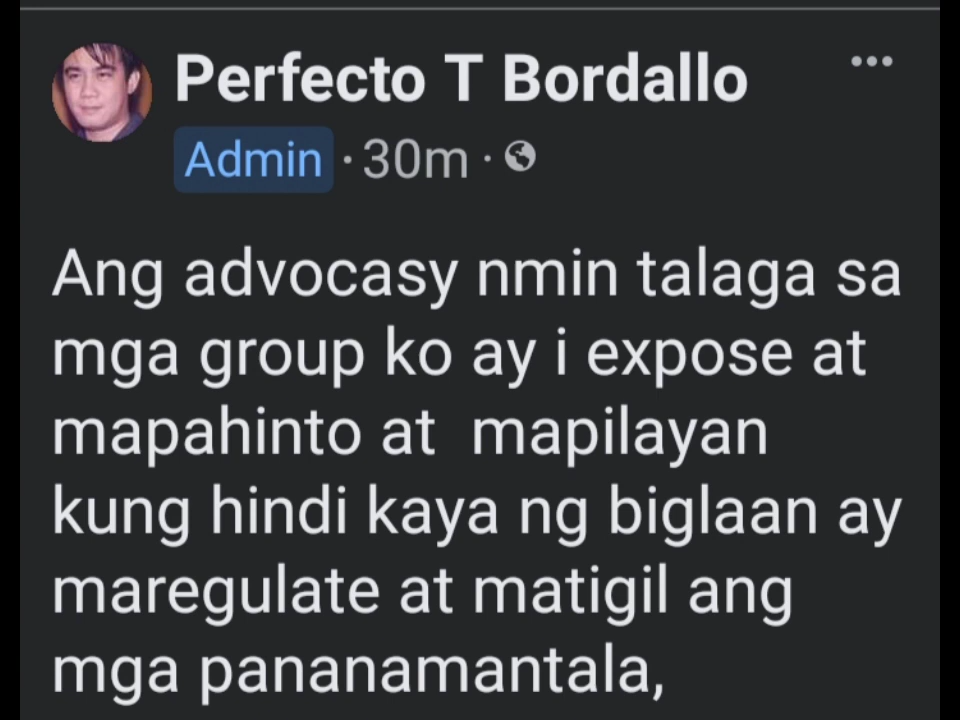 Perfecto T Bordallo
Admin · 30m ·
Ang advocasy nmin talaga sa
mga group ko ay i expose at
mapahinto at  mapilayan
kung hindi kaya ng biglaan ay
maregulate at matigil ang
mga pananamantala,